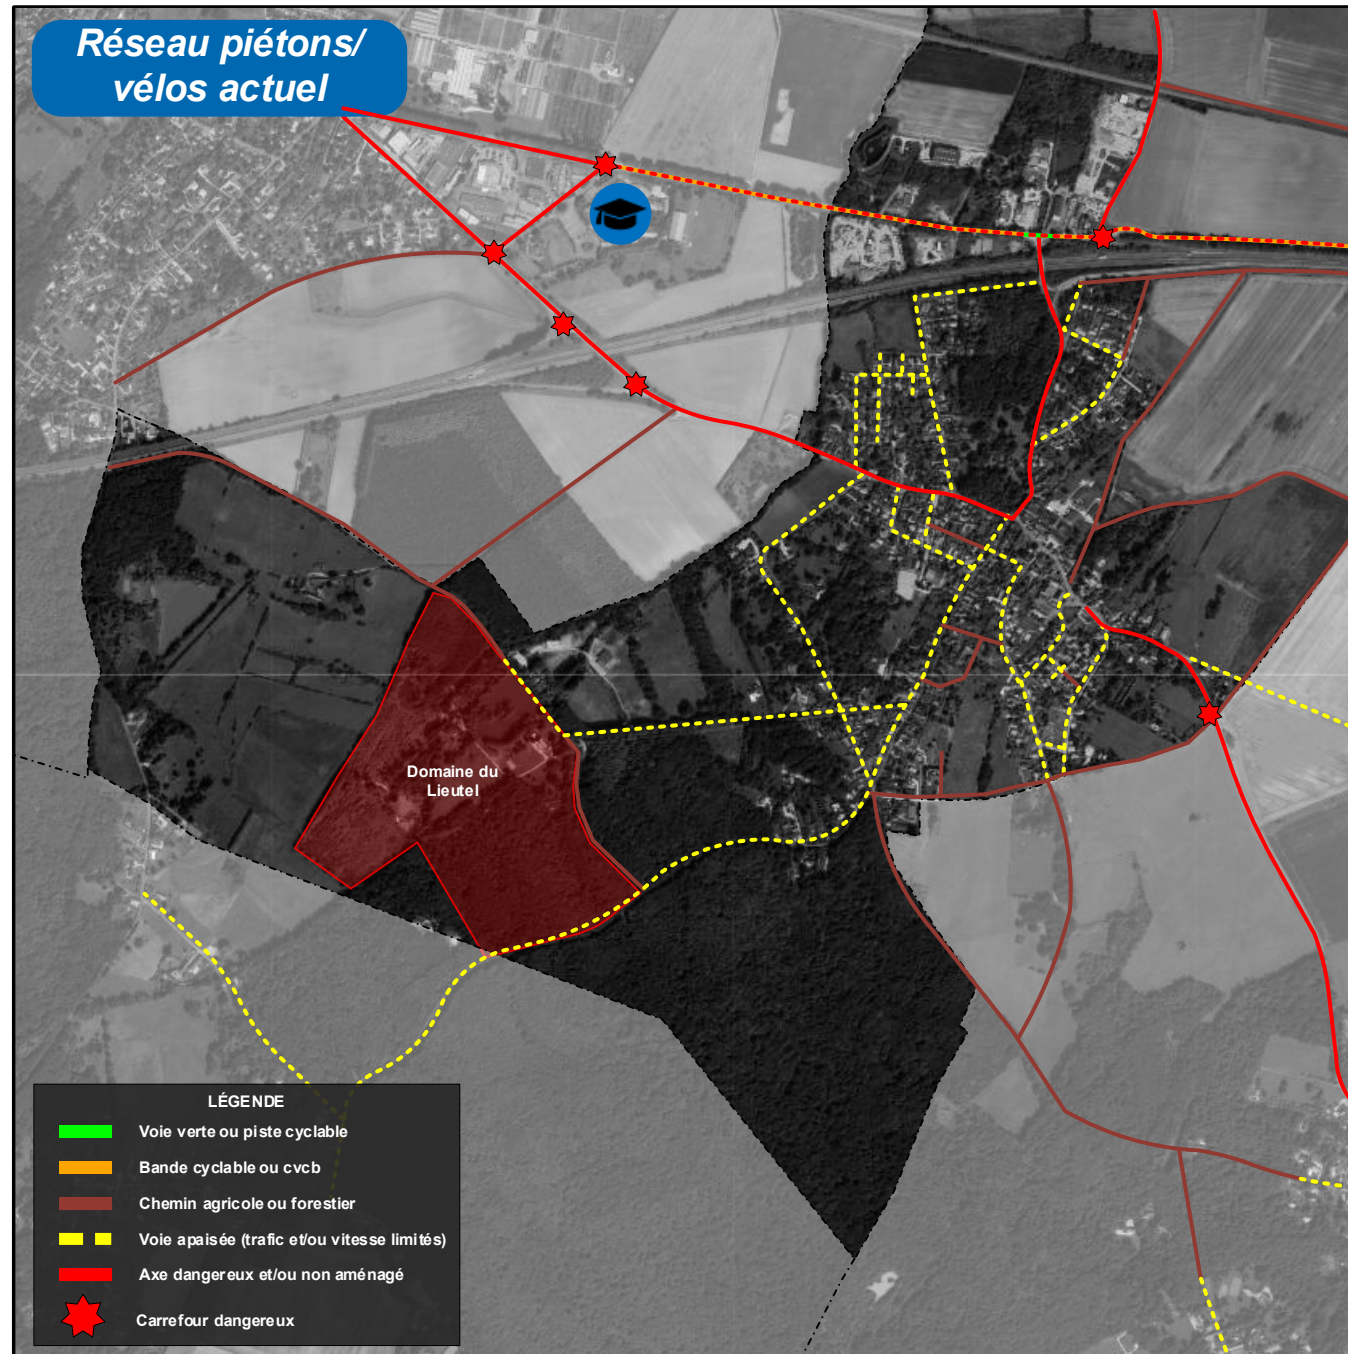 Réseau piétons/
vélos actuel
Domaine du
Lieutel
LÉGENDE
Voie verte ou piste cyclable
Bande cyclable ou cvcb
Chemin agricole ou forestier
Voie apaisée (trafic et/ou vitesse limités)
Axe dangereux et/ou non aménagé
Carrefour dangereux